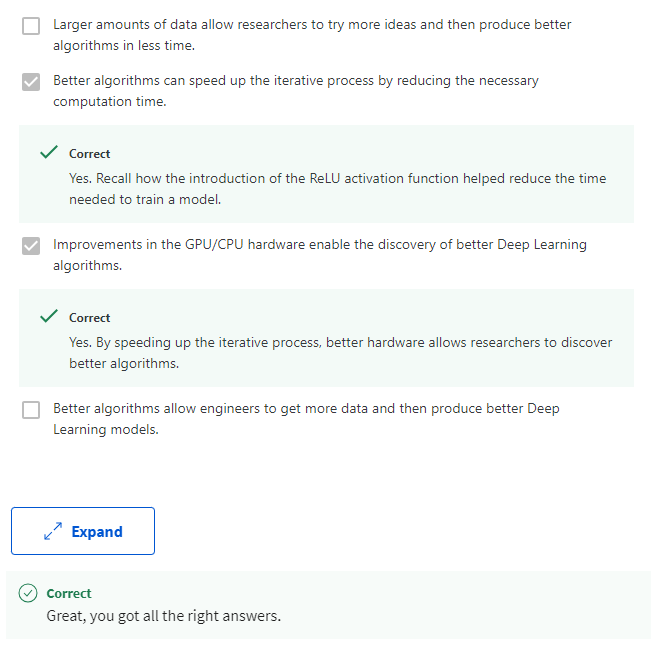 Larger amounts of data allow researchers to try more ideas and then produce better
algorithms in less time.
Better algorithms can speed up the iterative process by reducing the necessary
computation time.
Correct
Yes. Recall how the introduction of the ReLU activation function helped reduce the time
needed to train a model.
Improvements in the GPU/CPU hardware enable the discovery of better Deep Learning
algorithms.
Correct
Yes. By speeding up the iterative process, better hardware allows researchers to discover
better algorithms.
Better algorithms allow engineers to get more data and then produce better Deep
Learning models.
Expand
Correct
Great, you got all the right answers.